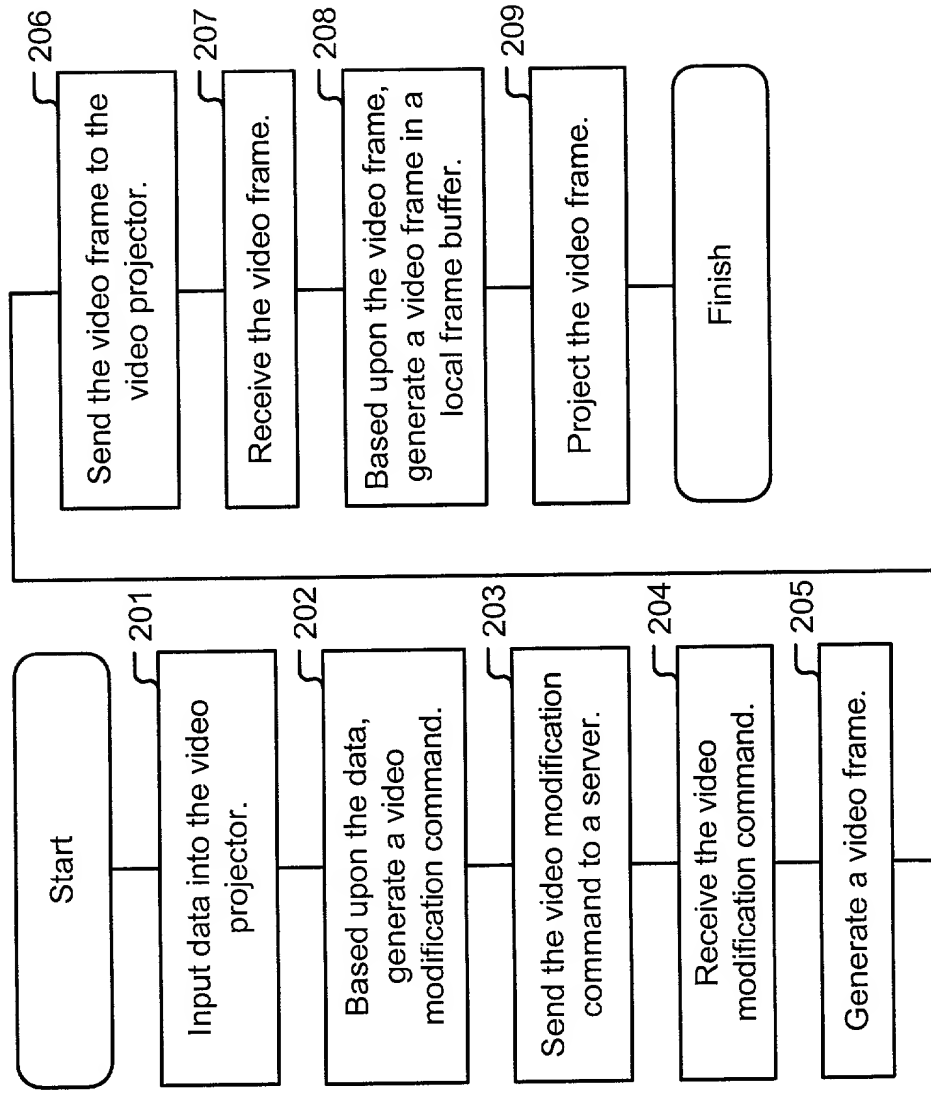 Start
201
Input data into the video
projector.
202
Based upon the data,
generate a video
modification command.
203
Send the video modification
command to a server.
204
Receive the video
modification command.
205
Generate a video frame.
206
Send the video frame to the
video projector.
207
Receive the video frame.
208
Based upon the video frame,
generate a video frame in a
local frame buffer.
209
Project the video frame.
Finish